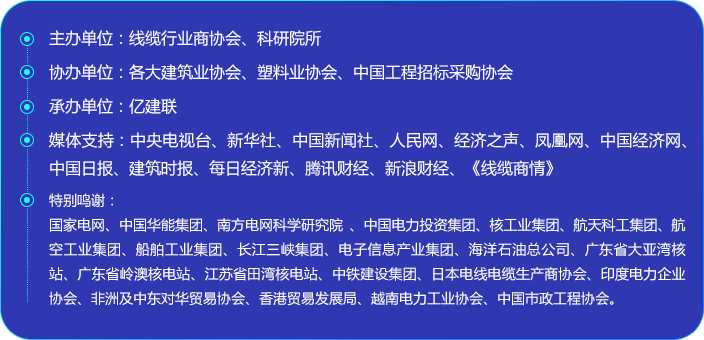 主办单位：线缆行业商协会、科研院所
协办单位：各大建筑业协会、塑料业协会、中国工程招标采购协会
承办单位：亿建联
媒体支持：中央电视台、新华社、中国新闻社、人民网、经济之声、凤凰网、中国经济网、
中国日报、建筑时报、每日经济新、腾讯财经、新浪财经、《线缆商情》
特别鸣谢：
国家电网、中国华能集团、南方电网科学研究院 、中国电力投资集团、核工业集团、航天科工集团、航
空工业集团、船舶工业集团、长江三峡集团、电子信息产业集团、海洋石油总公司、广东省大亚湾核
站、广东省岭澳核电站、江苏省田湾核电站、中铁建设集团、日本电线电缆生产商协会、印度电力企业
协会、非洲及中东对华贸易协会、香港贸易发展局、越南电力工业协会、中国市政工程协会。